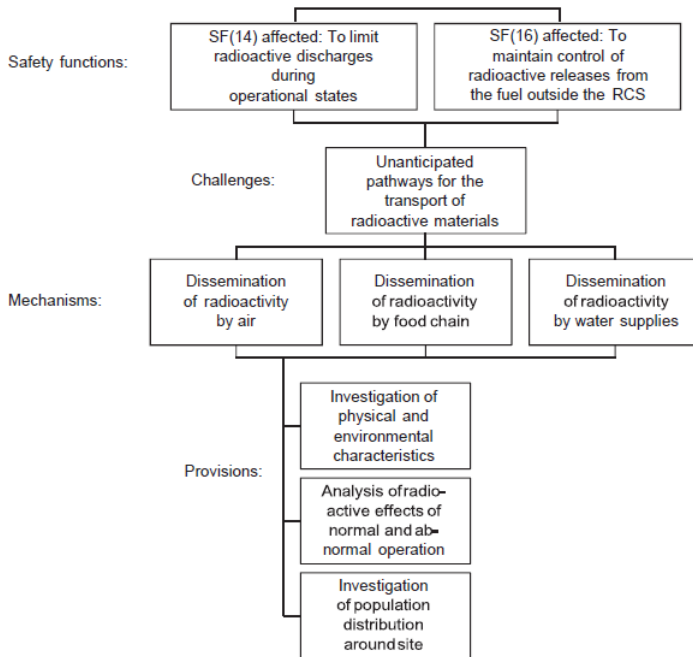 Safety functions:
SF(14) affected: To limit
radioactive discharges
during
operational states
SF(16) affected: To
maintain control of
radioactive releases from
the fuel outside the RCS
Challenges:
Unanticipated
pathways for the
transport of
radioactive materials
Mechanisms:
Dissemination
of radioactivity
by air
Dissemination
of radioactivity
by food chain
Dissemination
of radioactivity
by water supplies
Provisions:
Investigation of
physical and
environmental
characteristics
Analysis of radio-
active effects of
normal and ab-
normal operation
Investigation
of population
distribution
around site